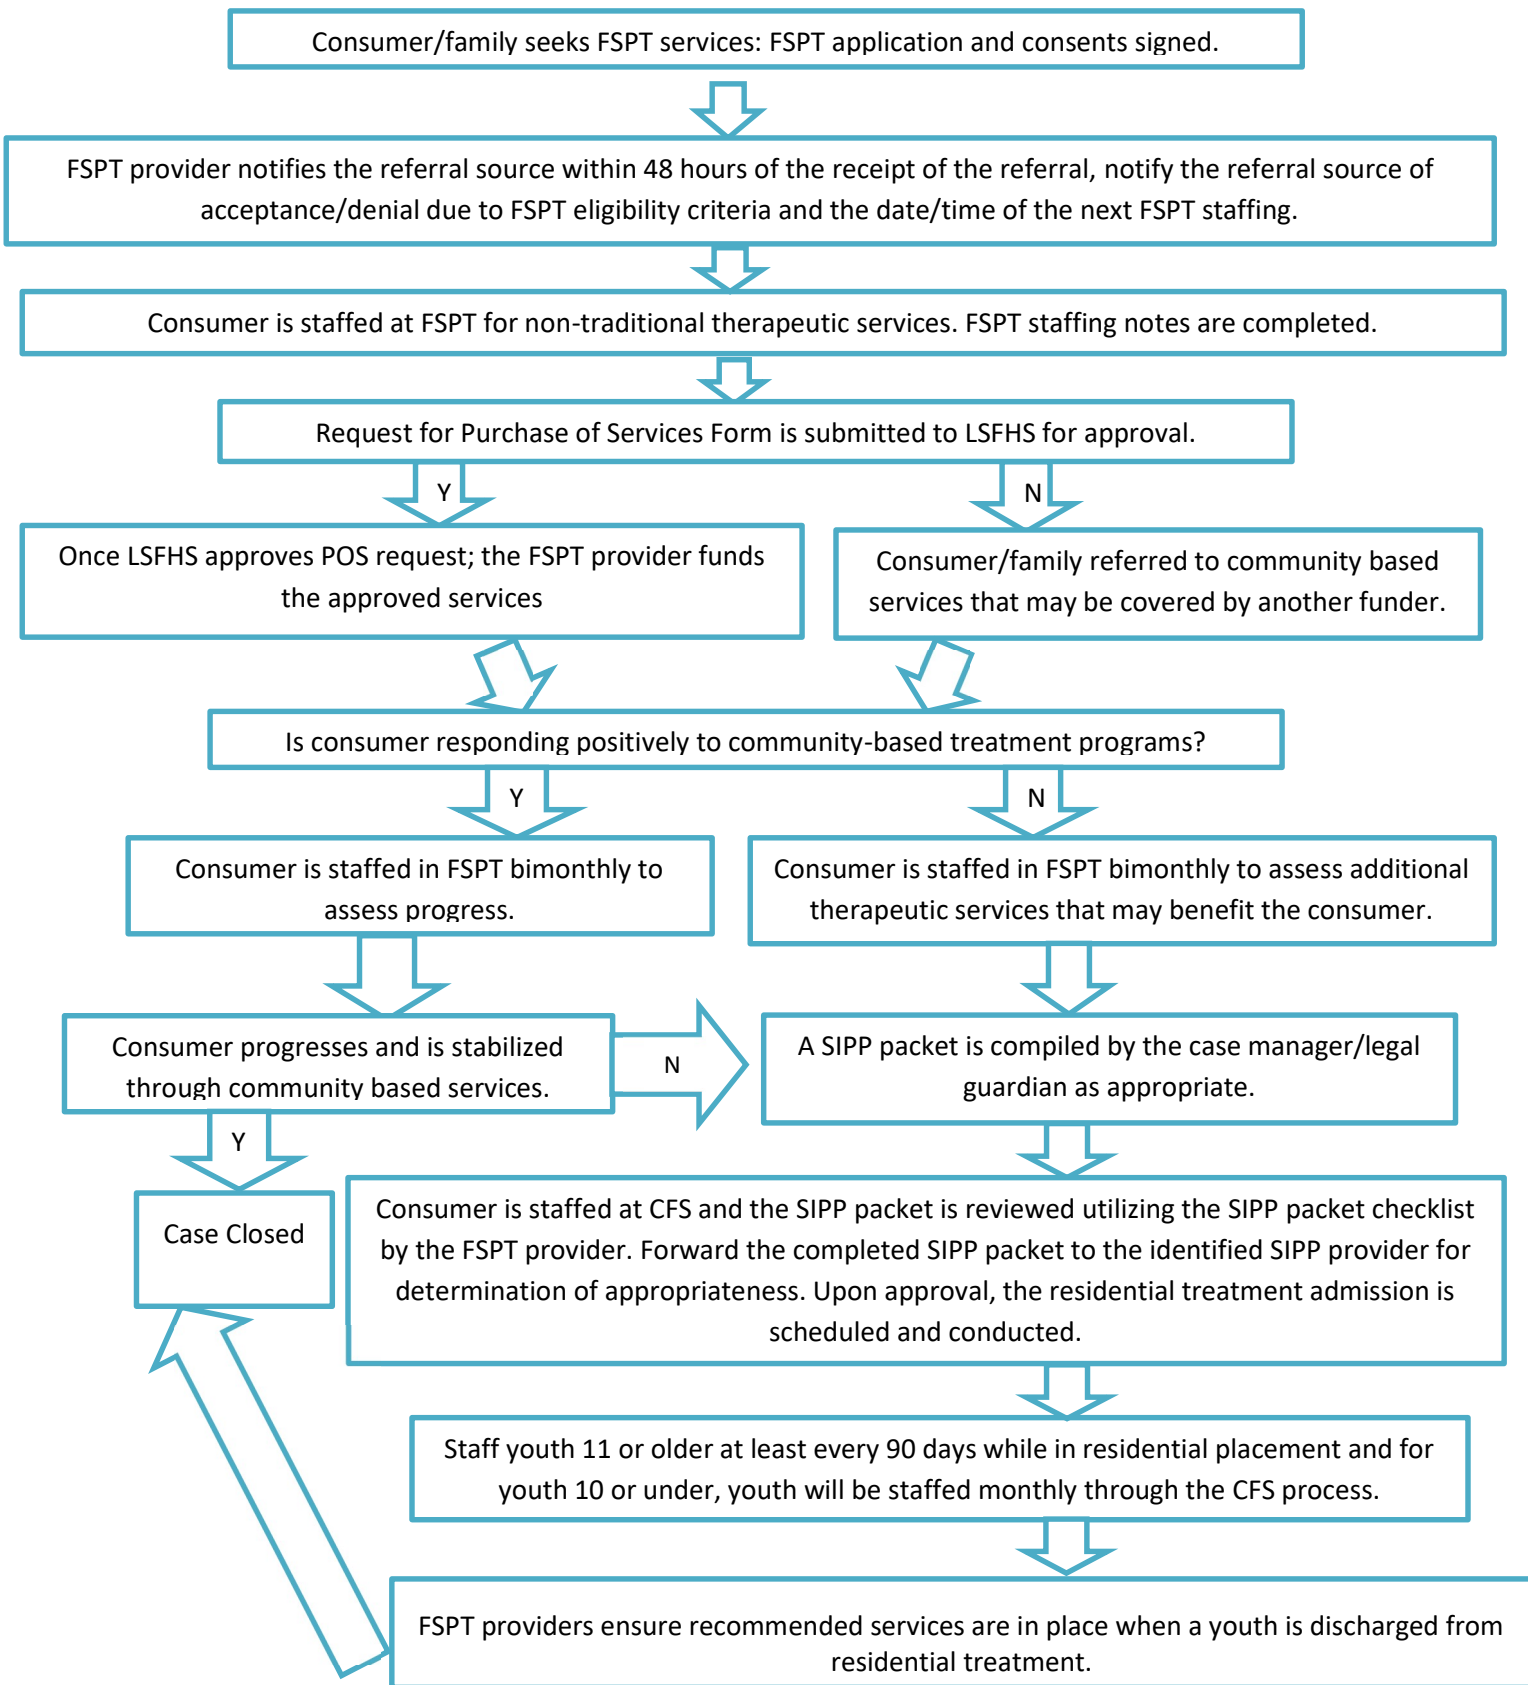 Consumer/family seeks FSPT services: FSPT application and consents signed.
FSPT provider notifies the referral source within 48 hours of the receipt of the referral, notify the referral source of
acceptance/denial due to FSPT eligibility criteria and the date/time of the next FSPT staffing.
Consumer is staffed at FSPT for non-traditional therapeutic services. FSPT staffing notes are completed.
Request for Purchase of Services Form is submitted to LSFHS for approval.
Y
N
Once LSFHS approves POS request; the FSPT provider funds
the approved services
Consumer/family referred to community based
services that may be covered by another funder.
Is consumer responding positively to community-based treatment programs?
Y
N
Consumer is staffed in FSPT bimonthly to
assess progress.
Consumer is staffed in FSPT bimonthly to assess additional
therapeutic services that may benefit the consumer.
Consumer progresses and is stabilized
through community based services.
N
A SIPP packet is compiled by the case manager/legal
guardian as appropriate.
Y
Case Closed
Consumer is staffed at CFS and the SIPP packet is reviewed utilizing the SIPP packet checklist
by the FSPT provider. Forward the completed SIPP packet to the identified SIPP provider for
determination of appropriateness. Upon approval, the residential treatment admission is
scheduled and conducted.
Staff youth 11 or older at least every 90 days while in residential placement and for
youth 10 or under, youth will be staffed monthly through the CFS process.
FSPT providers ensure recommended services are in place when a youth is discharged from
residential treatment.